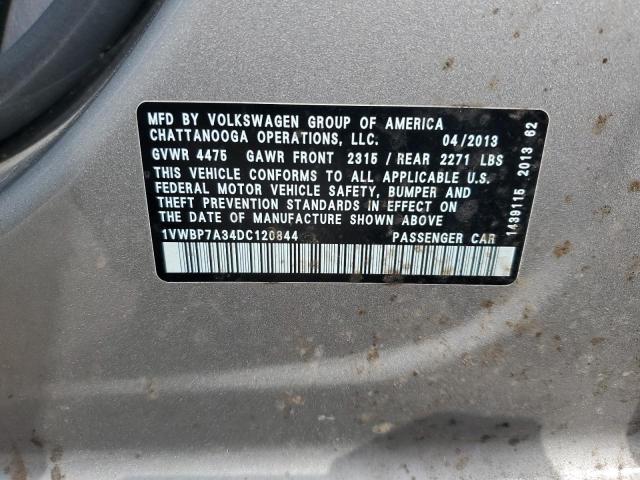 MFD BY VOLKSWAGEN GROUP OF AMERICA
CHATTANOOGA OPERATIONS, LLC. 04/2013
GVWR 4475 GAWR FRONT 2315 / REAR 2271 LBS
THIS VEHICLE CONFORMS TO ALL APPLICABLE U.S.
FEDERAL MOTOR VEHICLE SAFETY, BUMPER AND
THEFT PREVENTION STANDARDS IN EFFECT ON
THE DATE OF MANUFACTURE SHOWN ABOVE
1VWBP7A34DC120844 PASSENGER CAR
1439115 2013 62